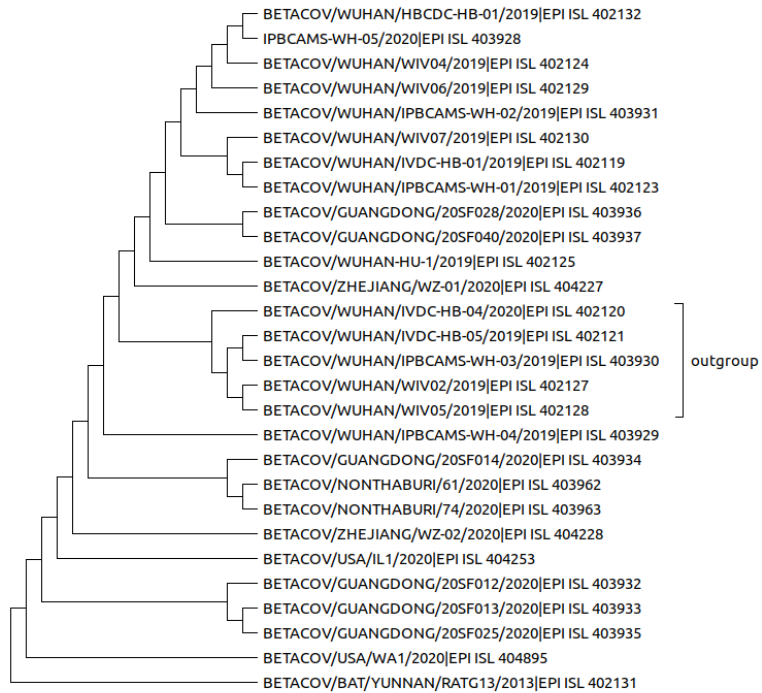 BETACOV/WUHAN/HBCDC-HB-01/2019|EPI ISL 402132
IPBCAMS-WH-05/2020|EPI ISL 403928
BETACOV/WUHAN/WIV04/2019|EPI ISL 402124
BETACOV/WUHAN/WIV06/2019|EPI ISL 402129
BETACOV/WUHAN/IPBCAMS-WH-02/2019|EPI ISL 403931
BETACOV/WUHAN/WIV07/2019|EPI ISL 402130
BETACOV/WUHAN/IVDC-HB-01/2019|EPI ISL 402119
BETACOV/WUHAN/IPBCAMS-WH-01/2019|EPI ISL 402123
BETACOV/GUANGDONG/20SF028/2020|EPI ISL 403936
BETACOV/GUANGDONG/20SF040/2020|EPI ISL 403937
BETACOV/WUHAN-HU-1/2019|EPI ISL 402125
BETACOV/ZHEJIANG/WZ-01/2020|EPI ISL 404227
BETACOV/WUHAN/IVDC-HB-04/2020|EPI ISL 402120
BETACOV/WUHAN/IVDC-HB-05/2019|EPI ISL 402121
BETACOV/WUHAN/IPBCAMS-WH-03/2019|EPI ISL 403930
outgroup
BETACOV/WUHAN/WIV02/2019|EPI ISL 402127
BETACOV/WUHAN/WIV05/2019|EPI ISL 402128
BETACOV/WUHAN/IPBCAMS-WH-04/2019|EPI ISL 403929
BETACOV/GUANGDONG/20SF014/2020|EPI ISL 403934
BETACOV/NONTHABURI/61/2020|EPI ISL 403962
BETACOV/NONTHABURI/74/2020|EPI ISL 403963
BETACOV/ZHEJIANG/WZ-02/2020|EPI ISL 404228
BETACOV/USA/IL1/2020|EPI ISL 404253
BETACOV/GUANGDONG/20SF012/2020|EPI ISL 403932
BETACOV/GUANGDONG/20SF013/2020|EPI ISL 403933
BETACOV/GUANGDONG/20SF025/2020|EPI ISL 403935
BETACOV/USA/WA1/2020|EPI ISL 404895
BETACOV/BAT/YUNNAN/RATG13/2013|EPI ISL 402131